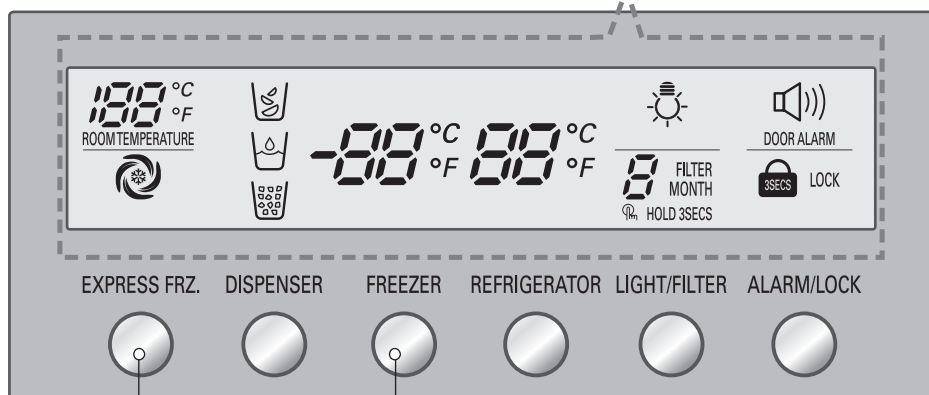 188 °C
°F
ROOM TEMPERATURE
-88 °C
°F
88 °C
°F
8 FILTER
MONTH
HOLD 3SECS
DOOR ALARM
3SECS LOCK
EXPRESS FRZ. DISPENSER FREEZER REFRIGERATOR LIGHT/FILTER ALARM/LOCK